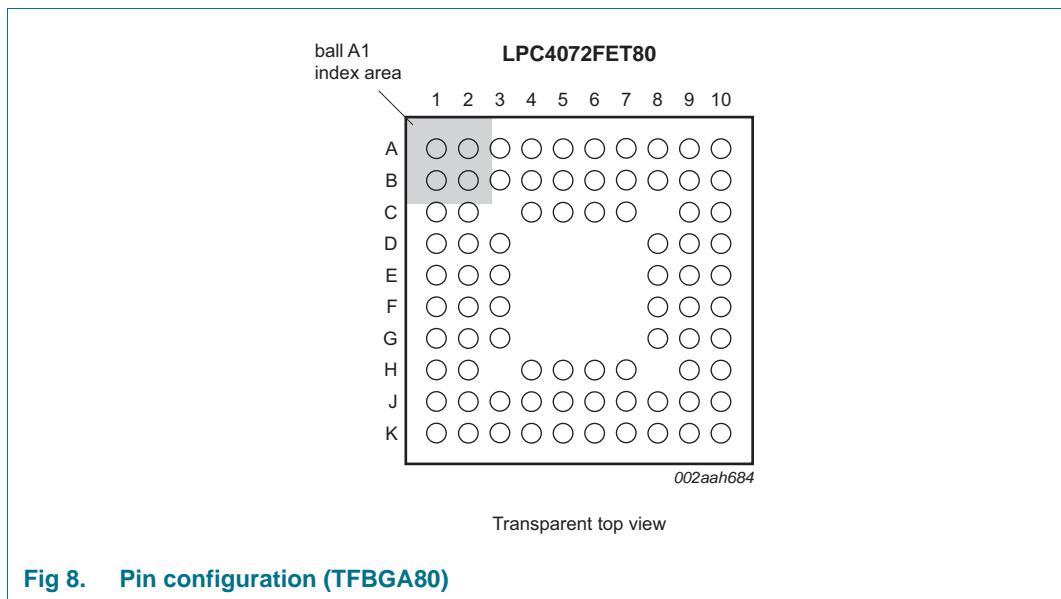 ball A1
index area
LPC4072FET80
1 2 3 4 5 6 7 8 9 10
A
B
C
D
E
F
G
H
J
K
002aah684
Transparent top view
Fig 8. Pin configuration (TFBGA80)